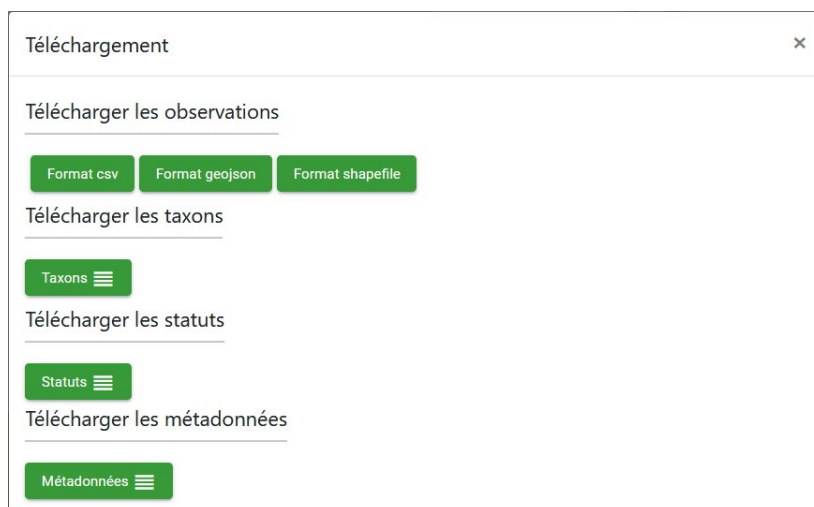 Téléchargement ×
Télécharger les observations
Format csv Format geojson Format shapefile
Télécharger les taxons
Taxons
Télécharger les statuts
Statuts
Télécharger les métadonnées
Métadonnées